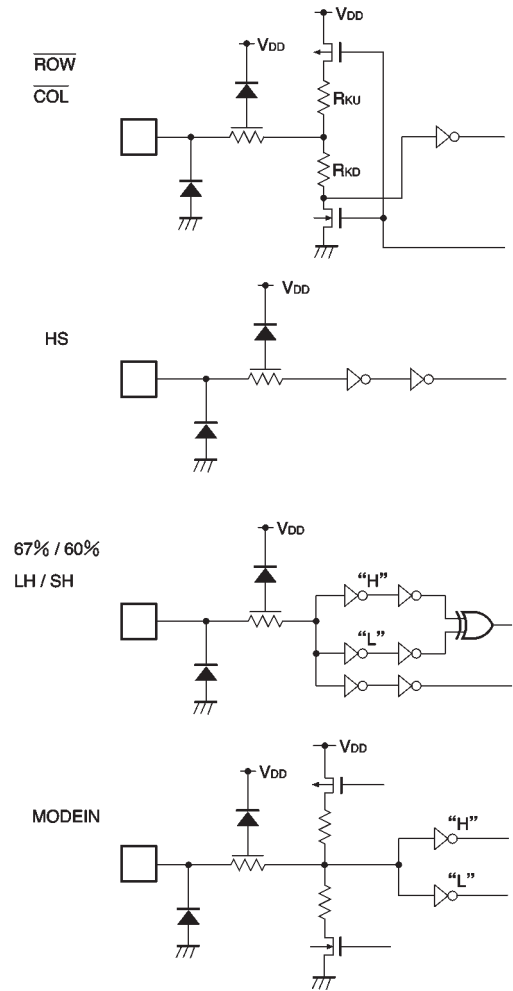 VDD
VDD
ROW
COL
RKU
RKD
VDD
HS
VDD
67% / 60%
LH / SH
“H”
“L”
VDD
VDD
MODEIN
“H”
“L”